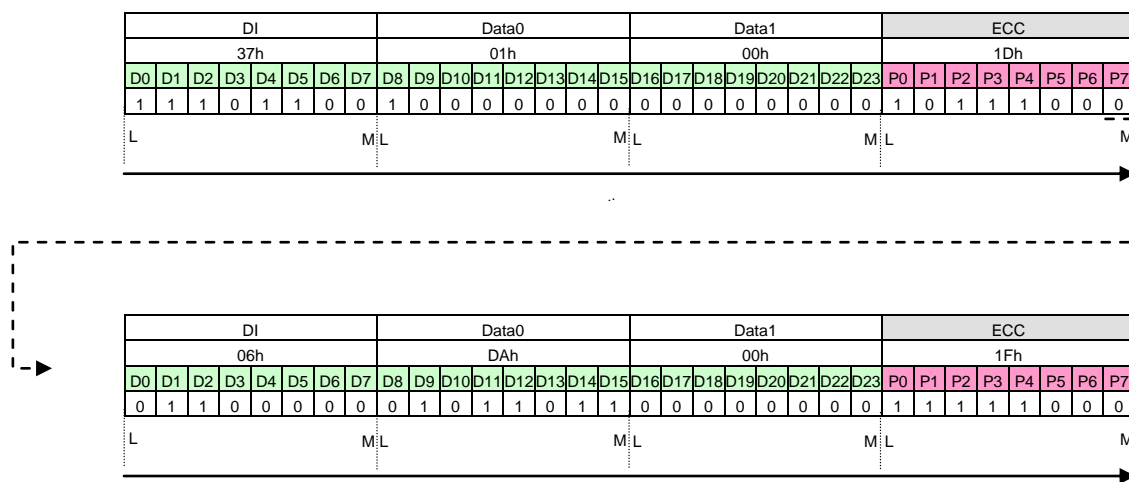 DI Data0 Data1 ECC
37h 01h 00h 1Dh
D0 D1 D2 D3 D4 D5 D6 D7 D8 D9 D10 D11 D12 D13 D14 D15 D16 D17 D18 D19 D20 D21 D22 D23 P0 P1 P2 P3 P4 P5 P6 P7
1 1 1 0 1 1 0 0 1 0 0 0 0 0 0 0 0 0 0 0 0 0 0 0 1 0 1 1 1 0 0 0
L M L M L M L M
..
DI Data0 Data1 ECC
06h DAh 00h 1Fh
D0 D1 D2 D3 D4 D5 D6 D7 D8 D9 D10 D11 D12 D13 D14 D15 D16 D17 D18 D19 D20 D21 D22 D23 P0 P1 P2 P3 P4 P5 P6 P7
0 1 1 0 0 0 0 0 0 1 0 1 1 0 1 1 0 0 0 0 0 0 0 0 1 1 1 1 1 0 0 0
L M L M L M L M